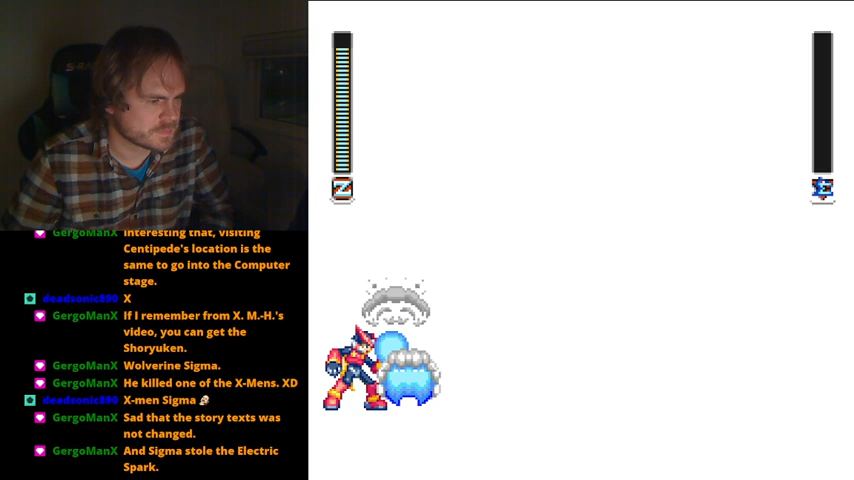 GergoManX Interesting that, visiting
Centipede's location is the
same to go into the Computer
stage.
deadsonic890 X
GergoManX If I remember from X. M.-H.'s
video, you can get the
Shoryuken.
GergoManX Wolverine Sigma.
GergoManX He killed one of the X-Mens. XD
deadsonic890 X-men Sigma
GergoManX Sad that the story texts was
not changed.
GergoManX And Sigma stole the Electric
Spark.
Z